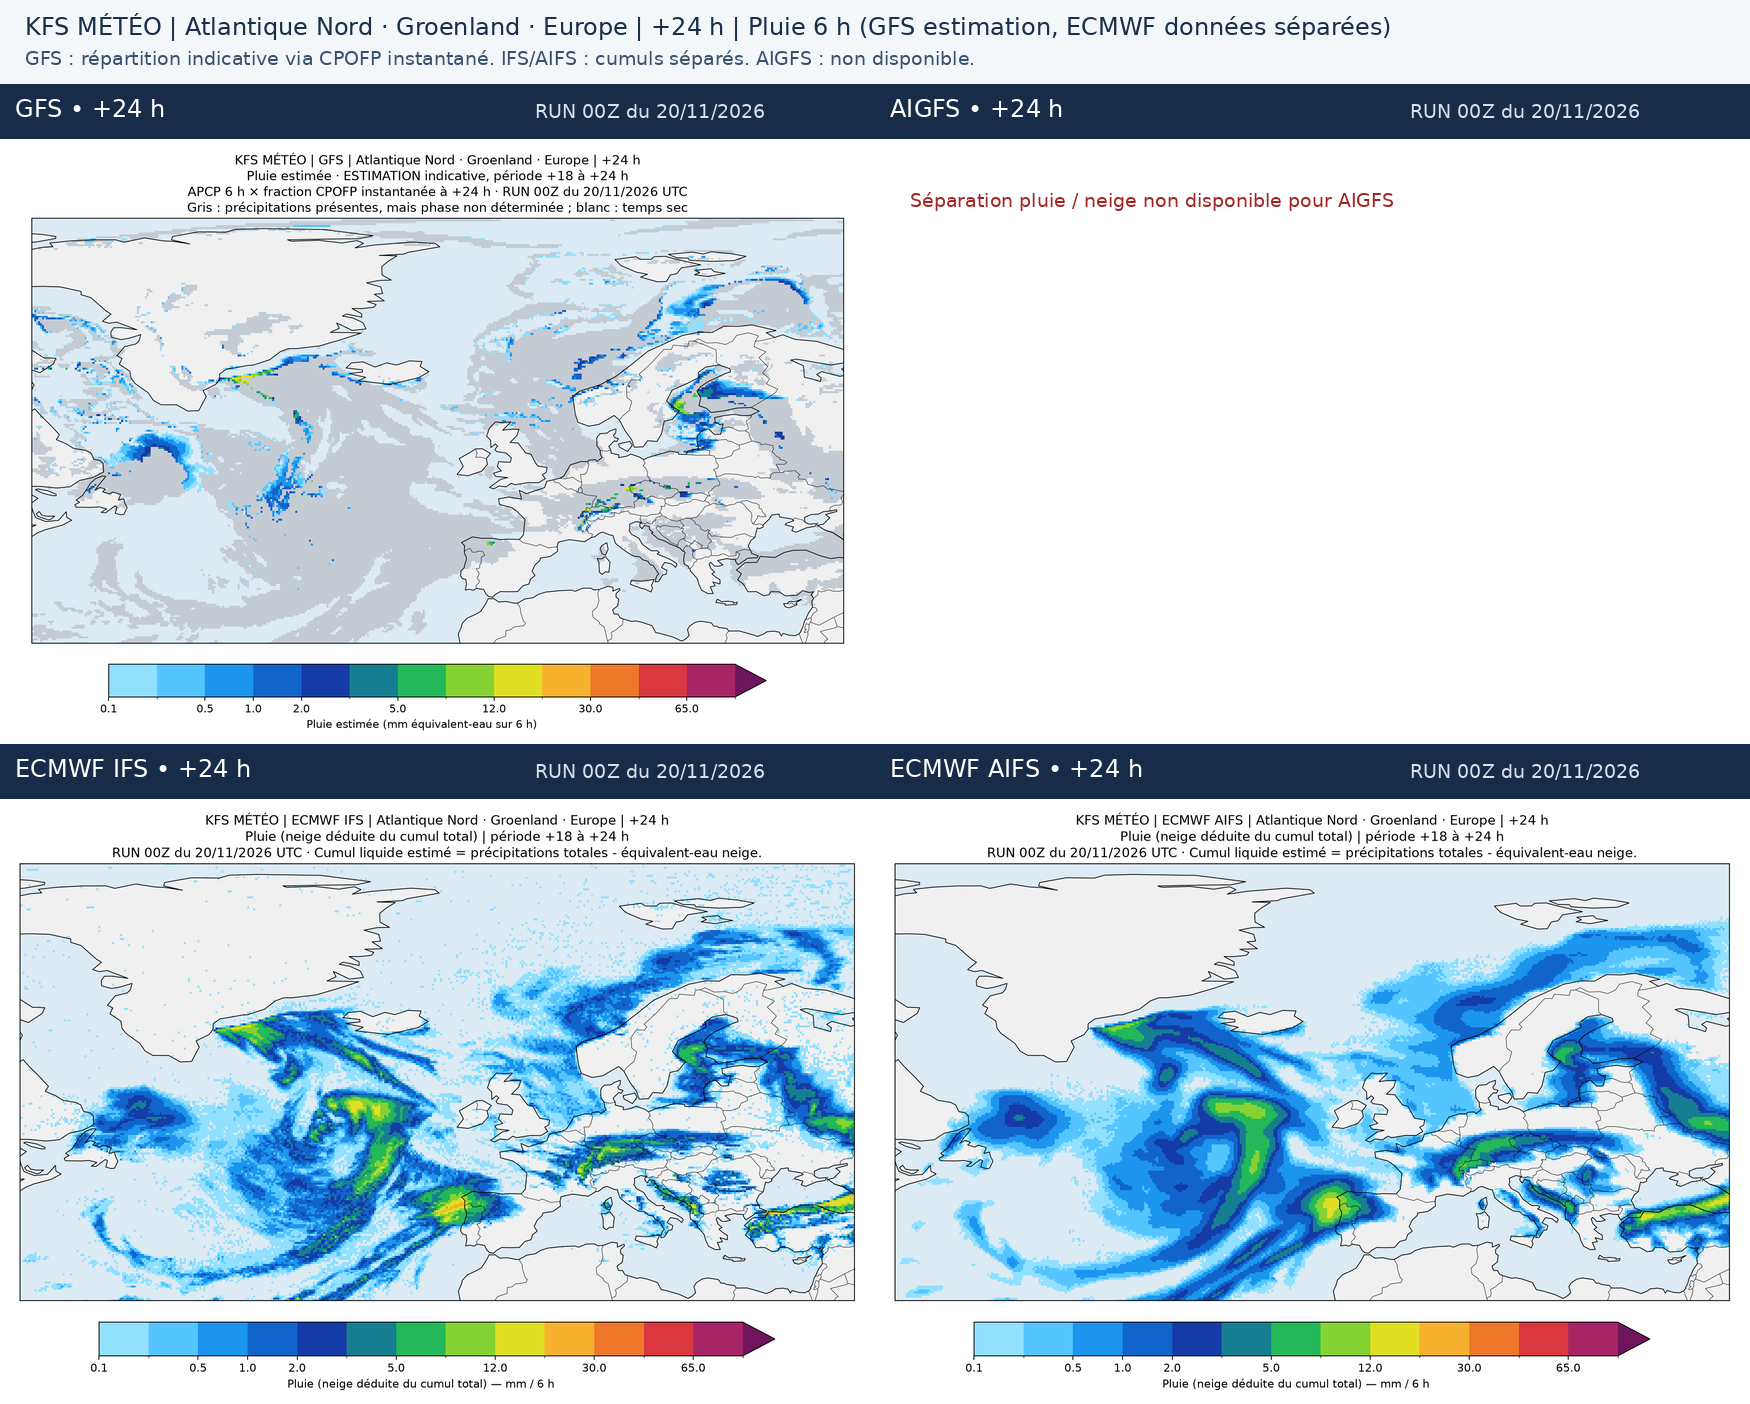 KFS MÉTÉO | Atlantique Nord · Groenland · Europe | +24 h | Pluie 6 h (GFS estimation, ECMWF données séparées)
GFS : répartition indicative via CPOFP instantané. IFS/AIFS : cumuls séparés. AIGFS : non disponible.
GFS • +24 h
RUN 00Z du 20/11/2026
AIGFS • +24 h
RUN 00Z du 20/11/2026
KFS MÉTÉO | GFS | Atlantique Nord · Groenland · Europe | +24 h
Pluie estimée · ESTIMATION indicative, période +18 à +24 h
APCP 6 h × fraction CPOFP instantanée à +24 h · RUN 00Z du 20/11/2026 UTC
Gris : précipitations présentes, mais phase non déterminée ; blanc : temps sec
Séparation pluie / neige non disponible pour AIGFS
0.1 0.5 1.0 2.0 5.0 12.0 30.0 65.0
Pluie estimée (mm équivalent-eau sur 6 h)
ECMWF IFS • +24 h
RUN 00Z du 20/11/2026
ECMWF AIFS • +24 h
RUN 00Z du 20/11/2026
KFS MÉTÉO | ECMWF IFS | Atlantique Nord · Groenland · Europe | +24 h
Pluie (neige déduite du cumul total) | période +18 à +24 h
RUN 00Z du 20/11/2026 UTC · Cumul liquide estimé = précipitations totales - équivalent-eau neige.
0.1 0.5 1.0 2.0 5.0 12.0 30.0 65.0
Pluie (neige déduite du cumul total) — mm / 6 h
KFS MÉTÉO | ECMWF AIFS | Atlantique Nord · Groenland · Europe | +24 h
Pluie (neige déduite du cumul total) | période +18 à +24 h
RUN 00Z du 20/11/2026 UTC · Cumul liquide estimé = précipitations totales - équivalent-eau neige.
0.1 0.5 1.0 2.0 5.0 12.0 30.0 65.0
Pluie (neige déduite du cumul total) — mm / 6 h